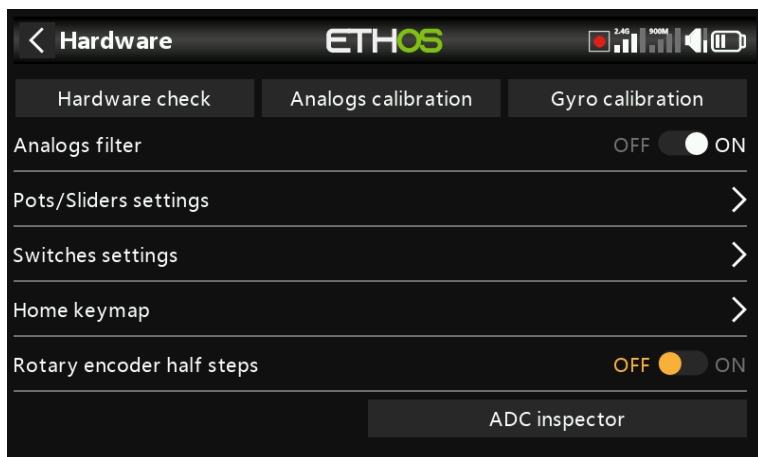 Hardware ETHOS 2.4G 900M
Hardware check Analogs calibration Gyro calibration
Analogs filter OFF ON
Pots/Sliders settings
Switches settings
Home keymap
Rotary encoder half steps OFF ON
ADC inspector